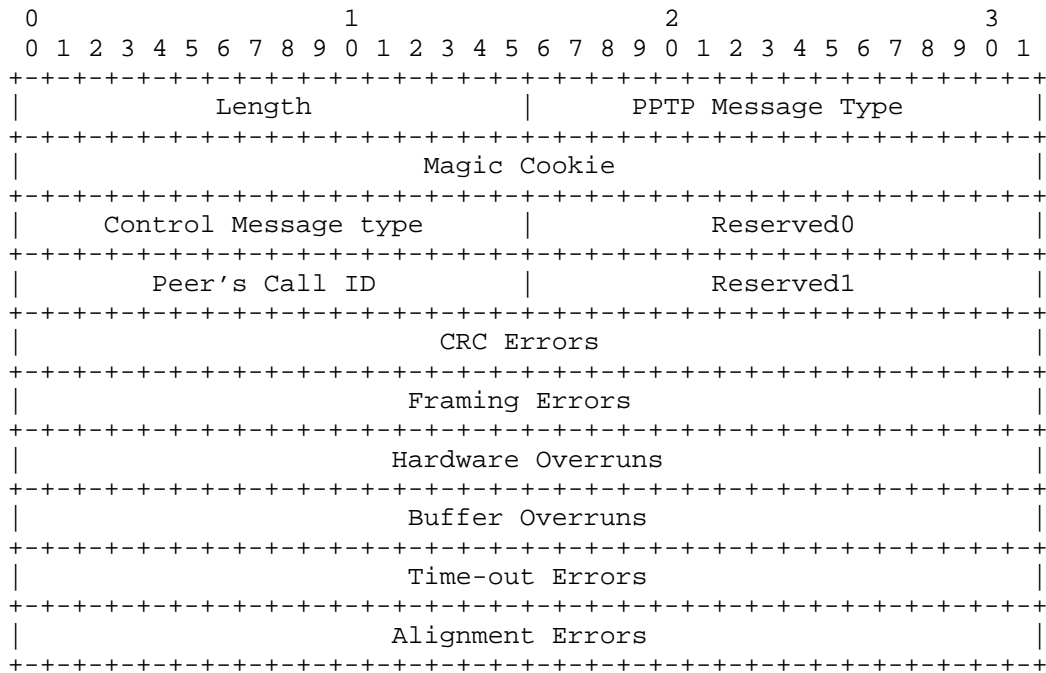 0                   1                   2                   3
0 1 2 3 4 5 6 7 8 9 0 1 2 3 4 5 6 7 8 9 0 1 2 3 4 5 6 7 8 9 0 1
+-+-+-+-+-+-+-+-+-+-+-+-+-+-+-+-+-+-+-+-+-+-+-+-+-+-+-+-+-+-+-+-+
|            Length             |      PPTP Message Type        |
+-+-+-+-+-+-+-+-+-+-+-+-+-+-+-+-+-+-+-+-+-+-+-+-+-+-+-+-+-+-+-+-+
|                         Magic Cookie                          |
+-+-+-+-+-+-+-+-+-+-+-+-+-+-+-+-+-+-+-+-+-+-+-+-+-+-+-+-+-+-+-+-+
|     Control Message type      |           Reserved0           |
+-+-+-+-+-+-+-+-+-+-+-+-+-+-+-+-+-+-+-+-+-+-+-+-+-+-+-+-+-+-+-+-+
|        Peer’s Call ID         |           Reserved1           |
+-+-+-+-+-+-+-+-+-+-+-+-+-+-+-+-+-+-+-+-+-+-+-+-+-+-+-+-+-+-+-+-+
|                          CRC Errors                           |
+-+-+-+-+-+-+-+-+-+-+-+-+-+-+-+-+-+-+-+-+-+-+-+-+-+-+-+-+-+-+-+-+
|                        Framing Errors                         |
+-+-+-+-+-+-+-+-+-+-+-+-+-+-+-+-+-+-+-+-+-+-+-+-+-+-+-+-+-+-+-+-+
|                       Hardware Overruns                       |
+-+-+-+-+-+-+-+-+-+-+-+-+-+-+-+-+-+-+-+-+-+-+-+-+-+-+-+-+-+-+-+-+
|                        Buffer Overruns                        |
+-+-+-+-+-+-+-+-+-+-+-+-+-+-+-+-+-+-+-+-+-+-+-+-+-+-+-+-+-+-+-+-+
|                        Time-out Errors                        |
+-+-+-+-+-+-+-+-+-+-+-+-+-+-+-+-+-+-+-+-+-+-+-+-+-+-+-+-+-+-+-+-+
|                       Alignment Errors                        |
+-+-+-+-+-+-+-+-+-+-+-+-+-+-+-+-+-+-+-+-+-+-+-+-+-+-+-+-+-+-+-+-+